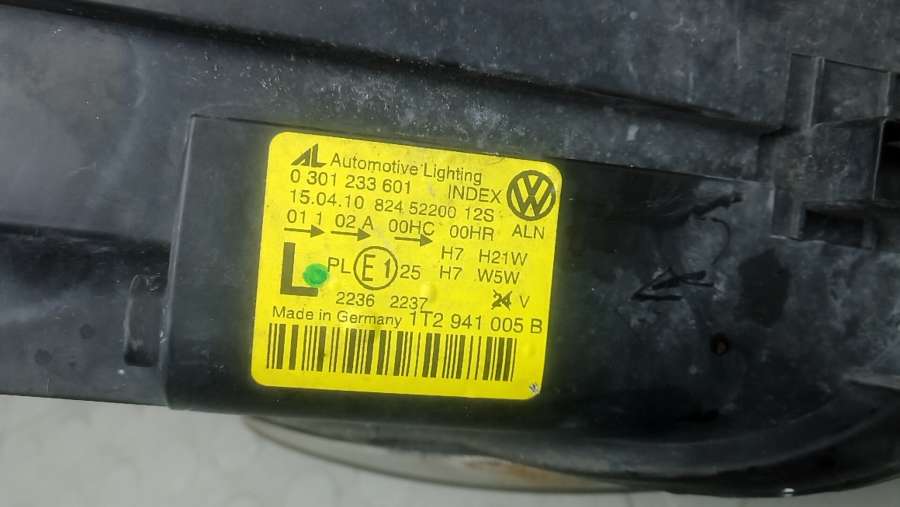 AL Automotive Lighting
0 301 233 601 INDEX
15.04.10 824 52200 12S
01 1 02 A 00HC 00HR ALN
H7 H21W
L PL E1 25 H7 W5W
2236 2237 24 V
Made in Germany 1T2 941 005 B